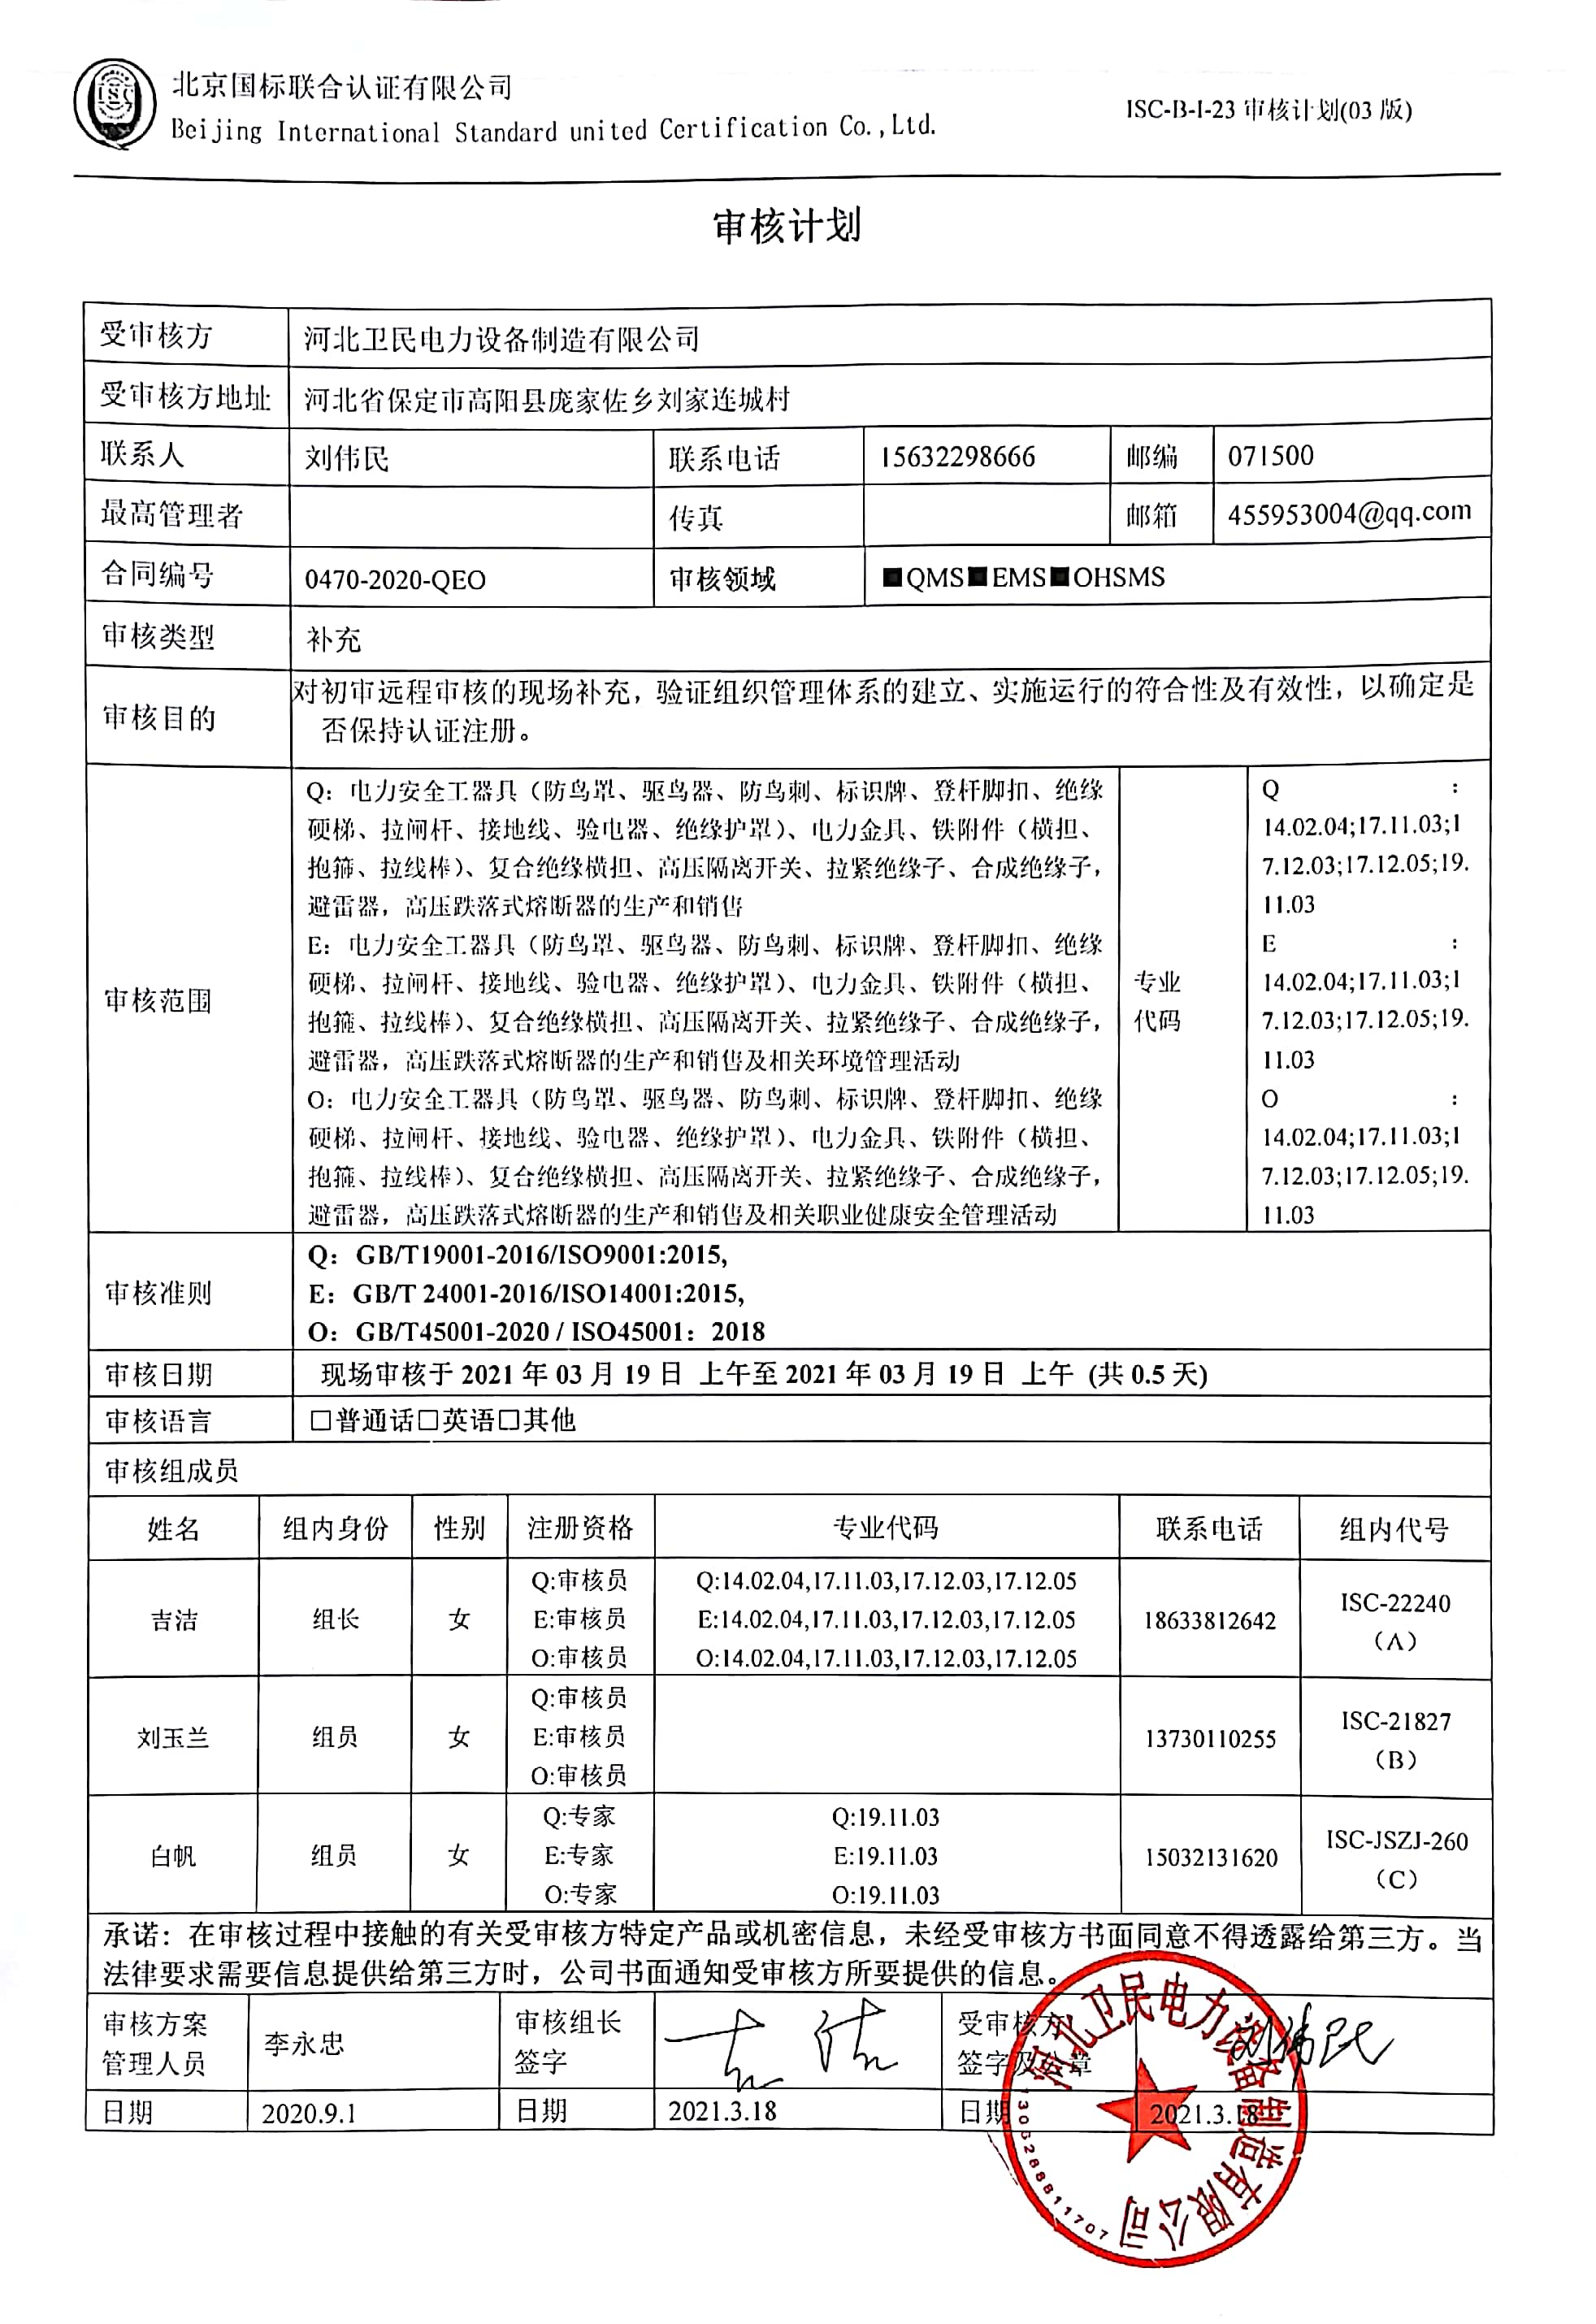 北京国标联合认证有限公司
Beijing International Standard united Certification Co.,Ltd.
ISC-B-I-23 审核计划(03 版)
审核计划
受审核方 河北卫民电力设备制造有限公司
受审核方地址 河北省保定市高阳县庞家佐乡刘家连城村
联系人 刘伟民 联系电话 15632298666 邮编 071500
最高管理者 传真 邮箱 455953004@qq.com
合同编号 0470-2020-QEO 审核领域 ■QMS■EMS■OHSMS
审核类型 补充
审核目的
对初审远程审核的现场补充，验证组织管理体系的建立、实施运行的符合性及有效性，以确定是
否保持认证注册。
审核范围
Q：电力安全工器具（防鸟罩、驱鸟器、防鸟刺、标识牌、登杆脚扣、绝缘
硬梯、拉闸杆、接地线、验电器、绝缘护罩）、电力金具、铁附件（横担、
抱箍、拉线棒）、复合绝缘横担、高压隔离开关、拉紧绝缘子、合成绝缘子，
避雷器，高压跌落式熔断器的生产和销售
E：电力安全工器具（防鸟罩、驱鸟器、防鸟刺、标识牌、登杆脚扣、绝缘
硬梯、拉闸杆、接地线、验电器、绝缘护罩）、电力金具、铁附件（横担、
抱箍、拉线棒）、复合绝缘横担、高压隔离开关、拉紧绝缘子、合成绝缘子，
避雷器，高压跌落式熔断器的生产和销售及相关环境管理活动
O：电力安全工器具（防鸟罩、驱鸟器、防鸟刺、标识牌、登杆脚扣、绝缘
硬梯、拉闸杆、接地线、验电器、绝缘护罩）、电力金具、铁附件（横担、
抱箍、拉线棒）、复合绝缘横担、高压隔离开关、拉紧绝缘子、合成绝缘子，
避雷器，高压跌落式熔断器的生产和销售及相关职业健康安全管理活动
专业
代码
Q ：
14.02.04;17.11.03;1
7.12.03;17.12.05;19.
11.03
E ：
14.02.04;17.11.03;1
7.12.03;17.12.05;19.
11.03
O ：
14.02.04;17.11.03;1
7.12.03;17.12.05;19.
11.03
审核准则
Q：GB/T19001-2016/ISO9001:2015,
E：GB/T 24001-2016/ISO14001:2015,
O：GB/T45001-2020 / ISO45001：2018
审核日期 现场审核于 2021 年 03 月 19 日 上午至 2021 年 03 月 19 日 上午 (共 0.5 天)
审核语言 □普通话□英语□其他
审核组成员
姓名 组内身份 性别 注册资格 专业代码 联系电话 组内代号
吉洁 组长 女
Q:审核员
E:审核员
O:审核员
Q:14.02.04,17.11.03,17.12.03,17.12.05
E:14.02.04,17.11.03,17.12.03,17.12.05
O:14.02.04,17.11.03,17.12.03,17.12.05
18633812642
ISC-22240
（A）
刘玉兰 组员 女
Q:审核员
E:审核员
O:审核员
13730110255
ISC-21827
（B）
白帆 组员 女
Q:专家
E:专家
O:专家
Q:19.11.03
E:19.11.03
O:19.11.03
15032131620
ISC-JSZJ-260
（C）
承诺：在审核过程中接触的有关受审核方特定产品或机密信息，未经受审核方书面同意不得透露给第三方。当
法律要求需要信息提供给第三方时，公司书面通知受审核方所要提供的信息。
审核方案
管理人员
李永忠
审核组长
签字
吉洁
受审核方
签字及公章
刘伟民
日期 2020.9.1 日期 2021.3.18 日期 2021.3.18
河北卫民电力设备制造有限公司
1306288811707